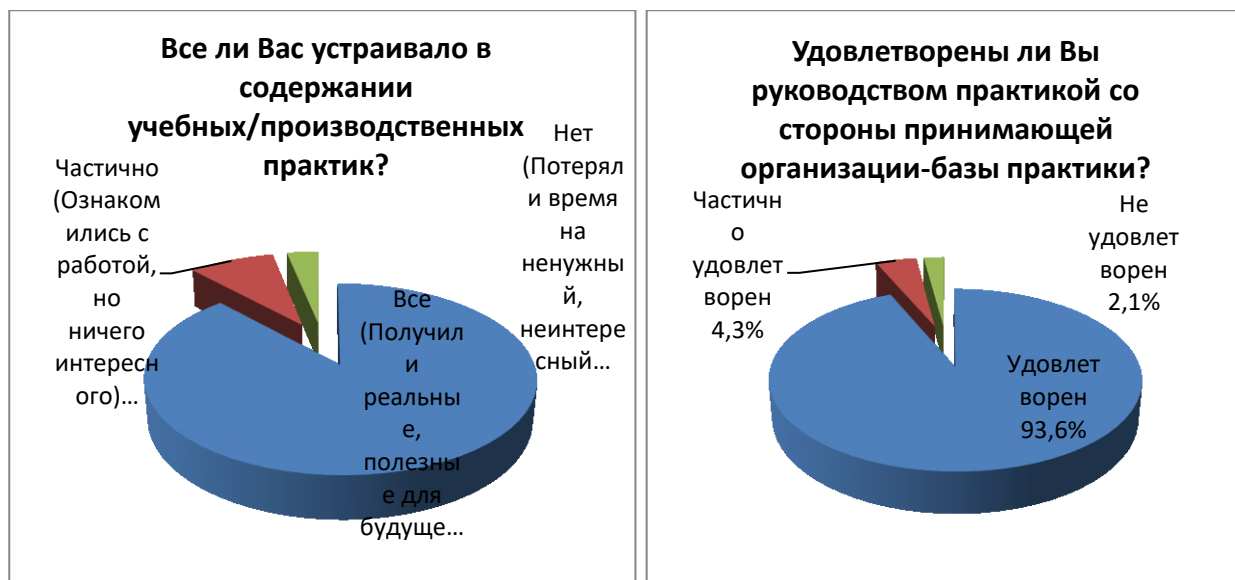 Все ли Вас устраивало в
содержании
учебных/производственных
практик?
Частично
(Ознаком
ились с
работой,
но
ничего
интересн
ого)...
Нет
(Потерял
и время
на
ненужны
й,
неинтере
сный...
Все
(Получил
и
реальны
е,
полезны
е для
будуще...
Удовлетворены ли Вы
руководством практикой со
стороны принимающей
организации-базы практики?
Частичн
о
удовлет
ворен
4,3%
Не
удовлет
ворен
2,1%
Удовлет
ворен
93,6%